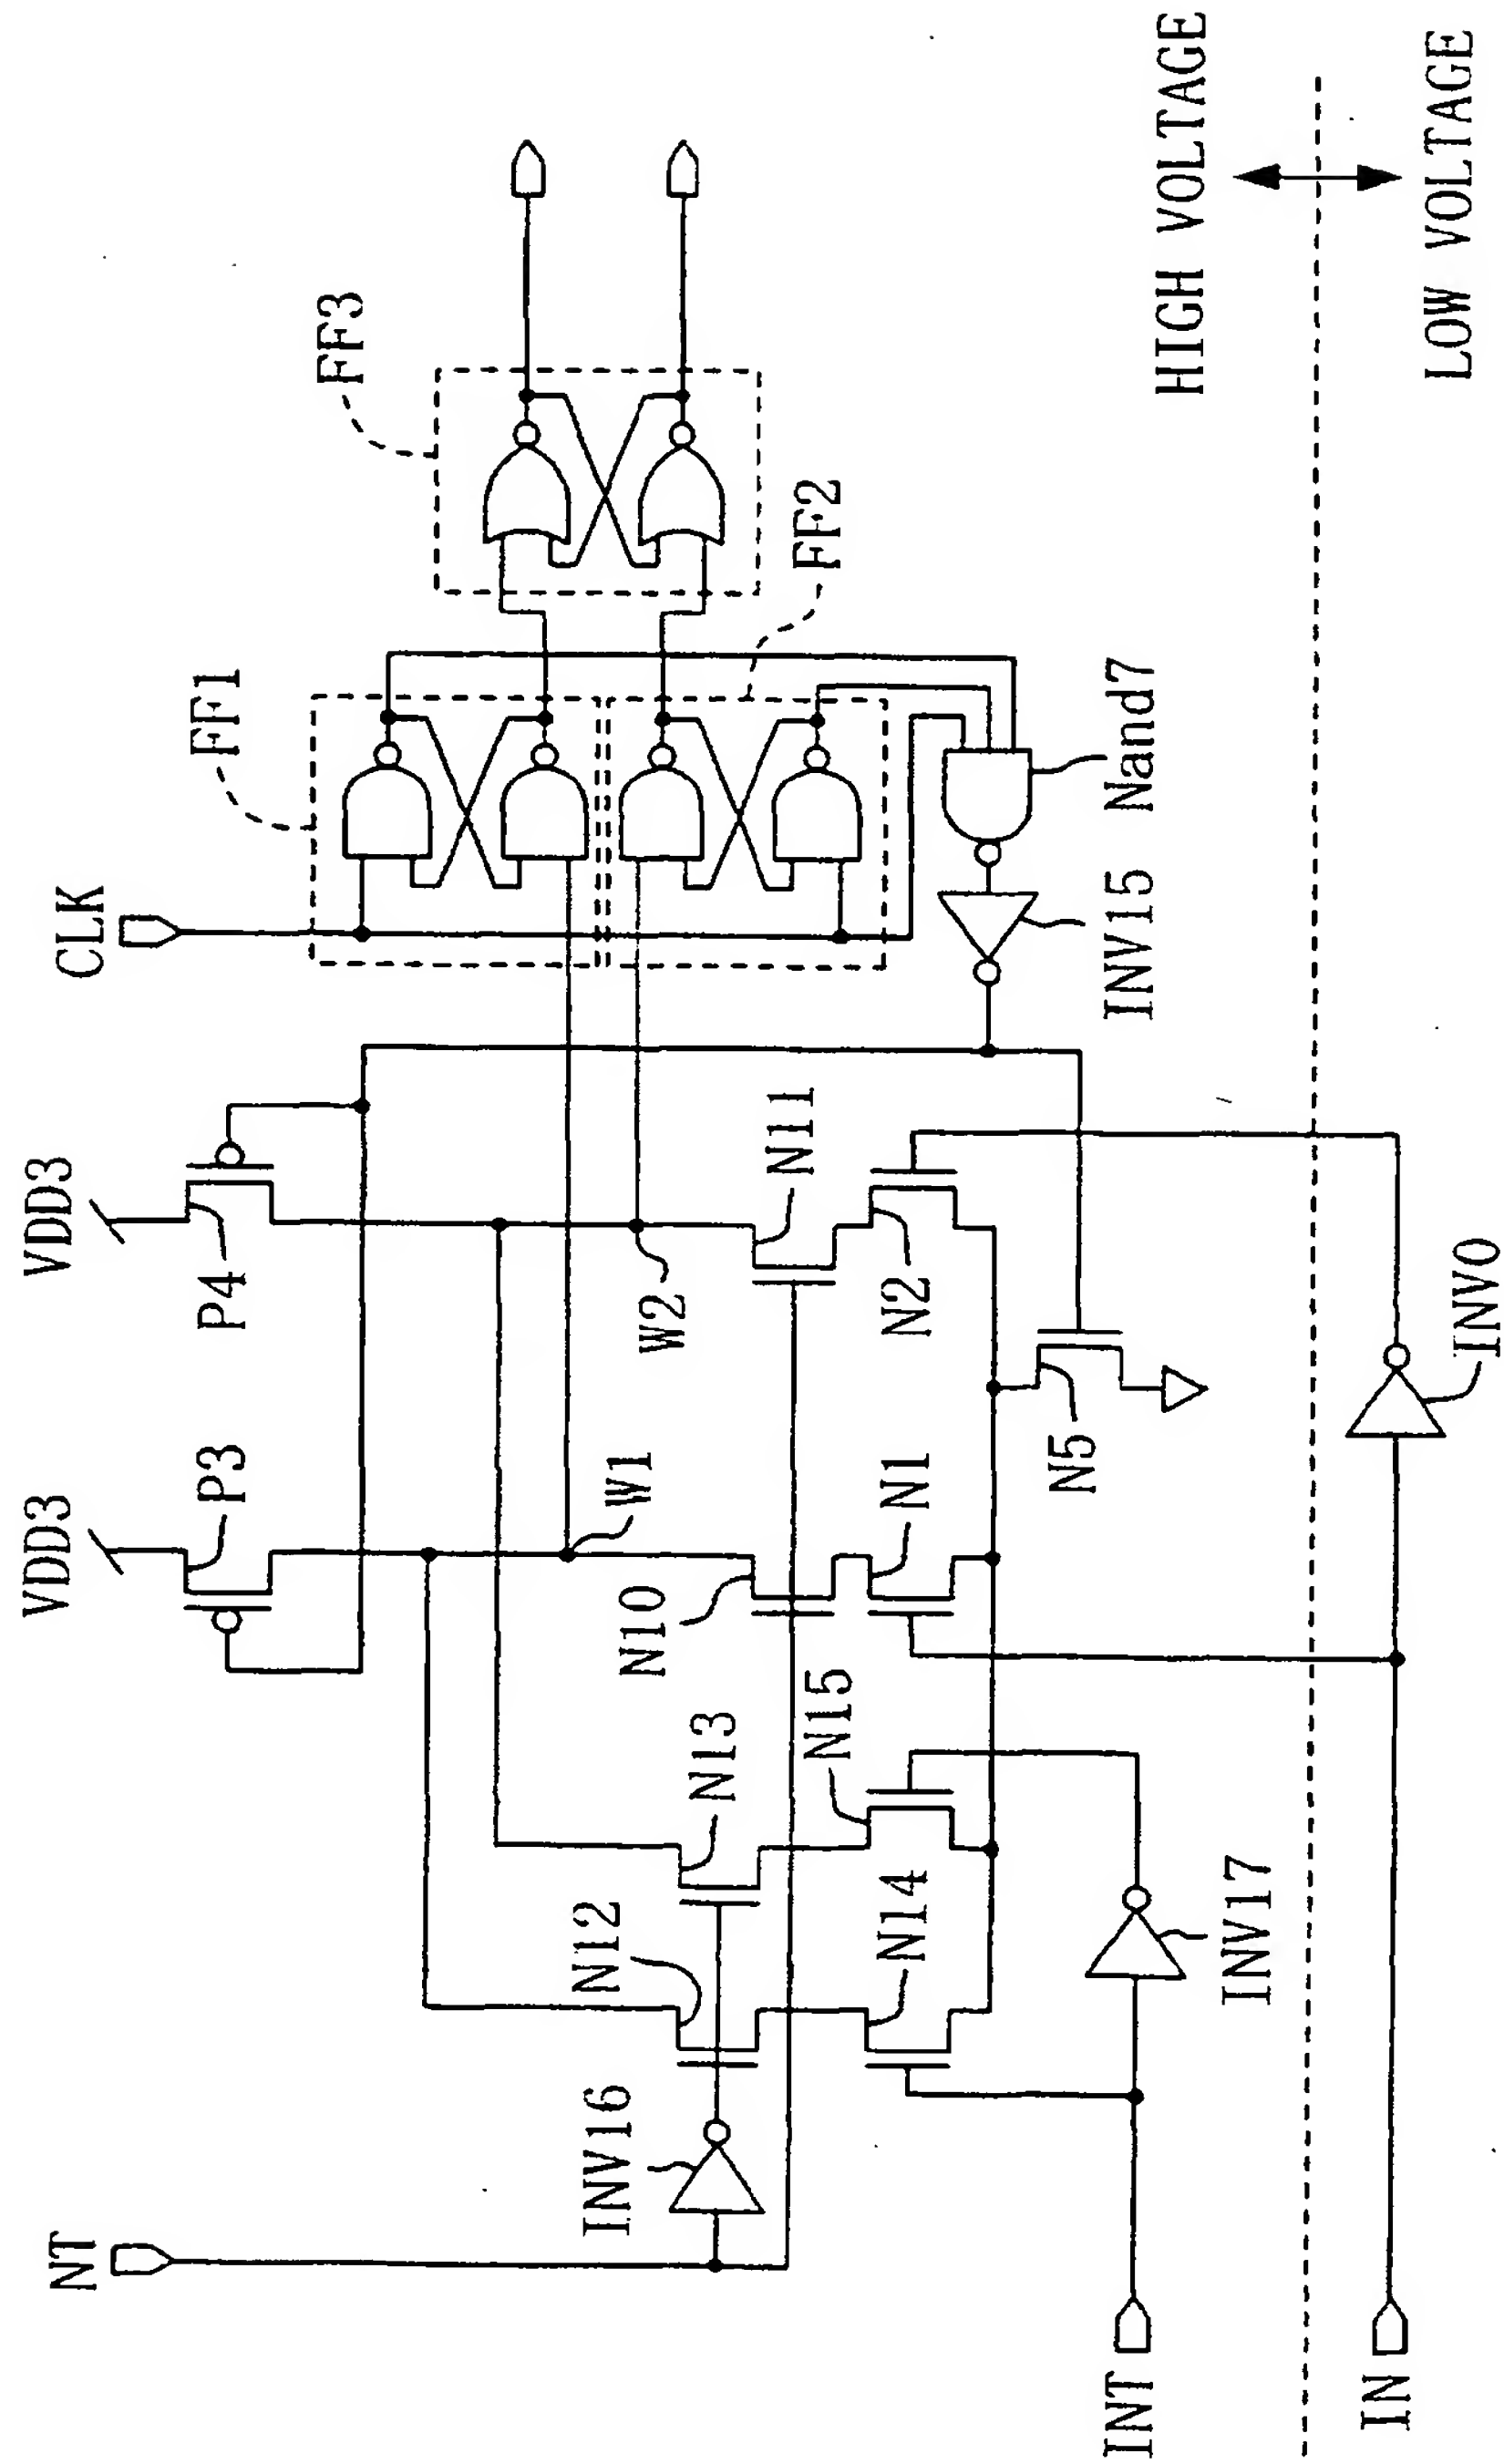 HIGH VOLTAGE
LOW VOLTAGE
FF3
FF2
FF1
Nand7
CLK
INV15
VDD3
P4
N11
W2
N2
INV0
VDD3
P3
W1
N5
N10
N1
N13
N15
N12
N14
INV17
INV16
NT
INT
IN